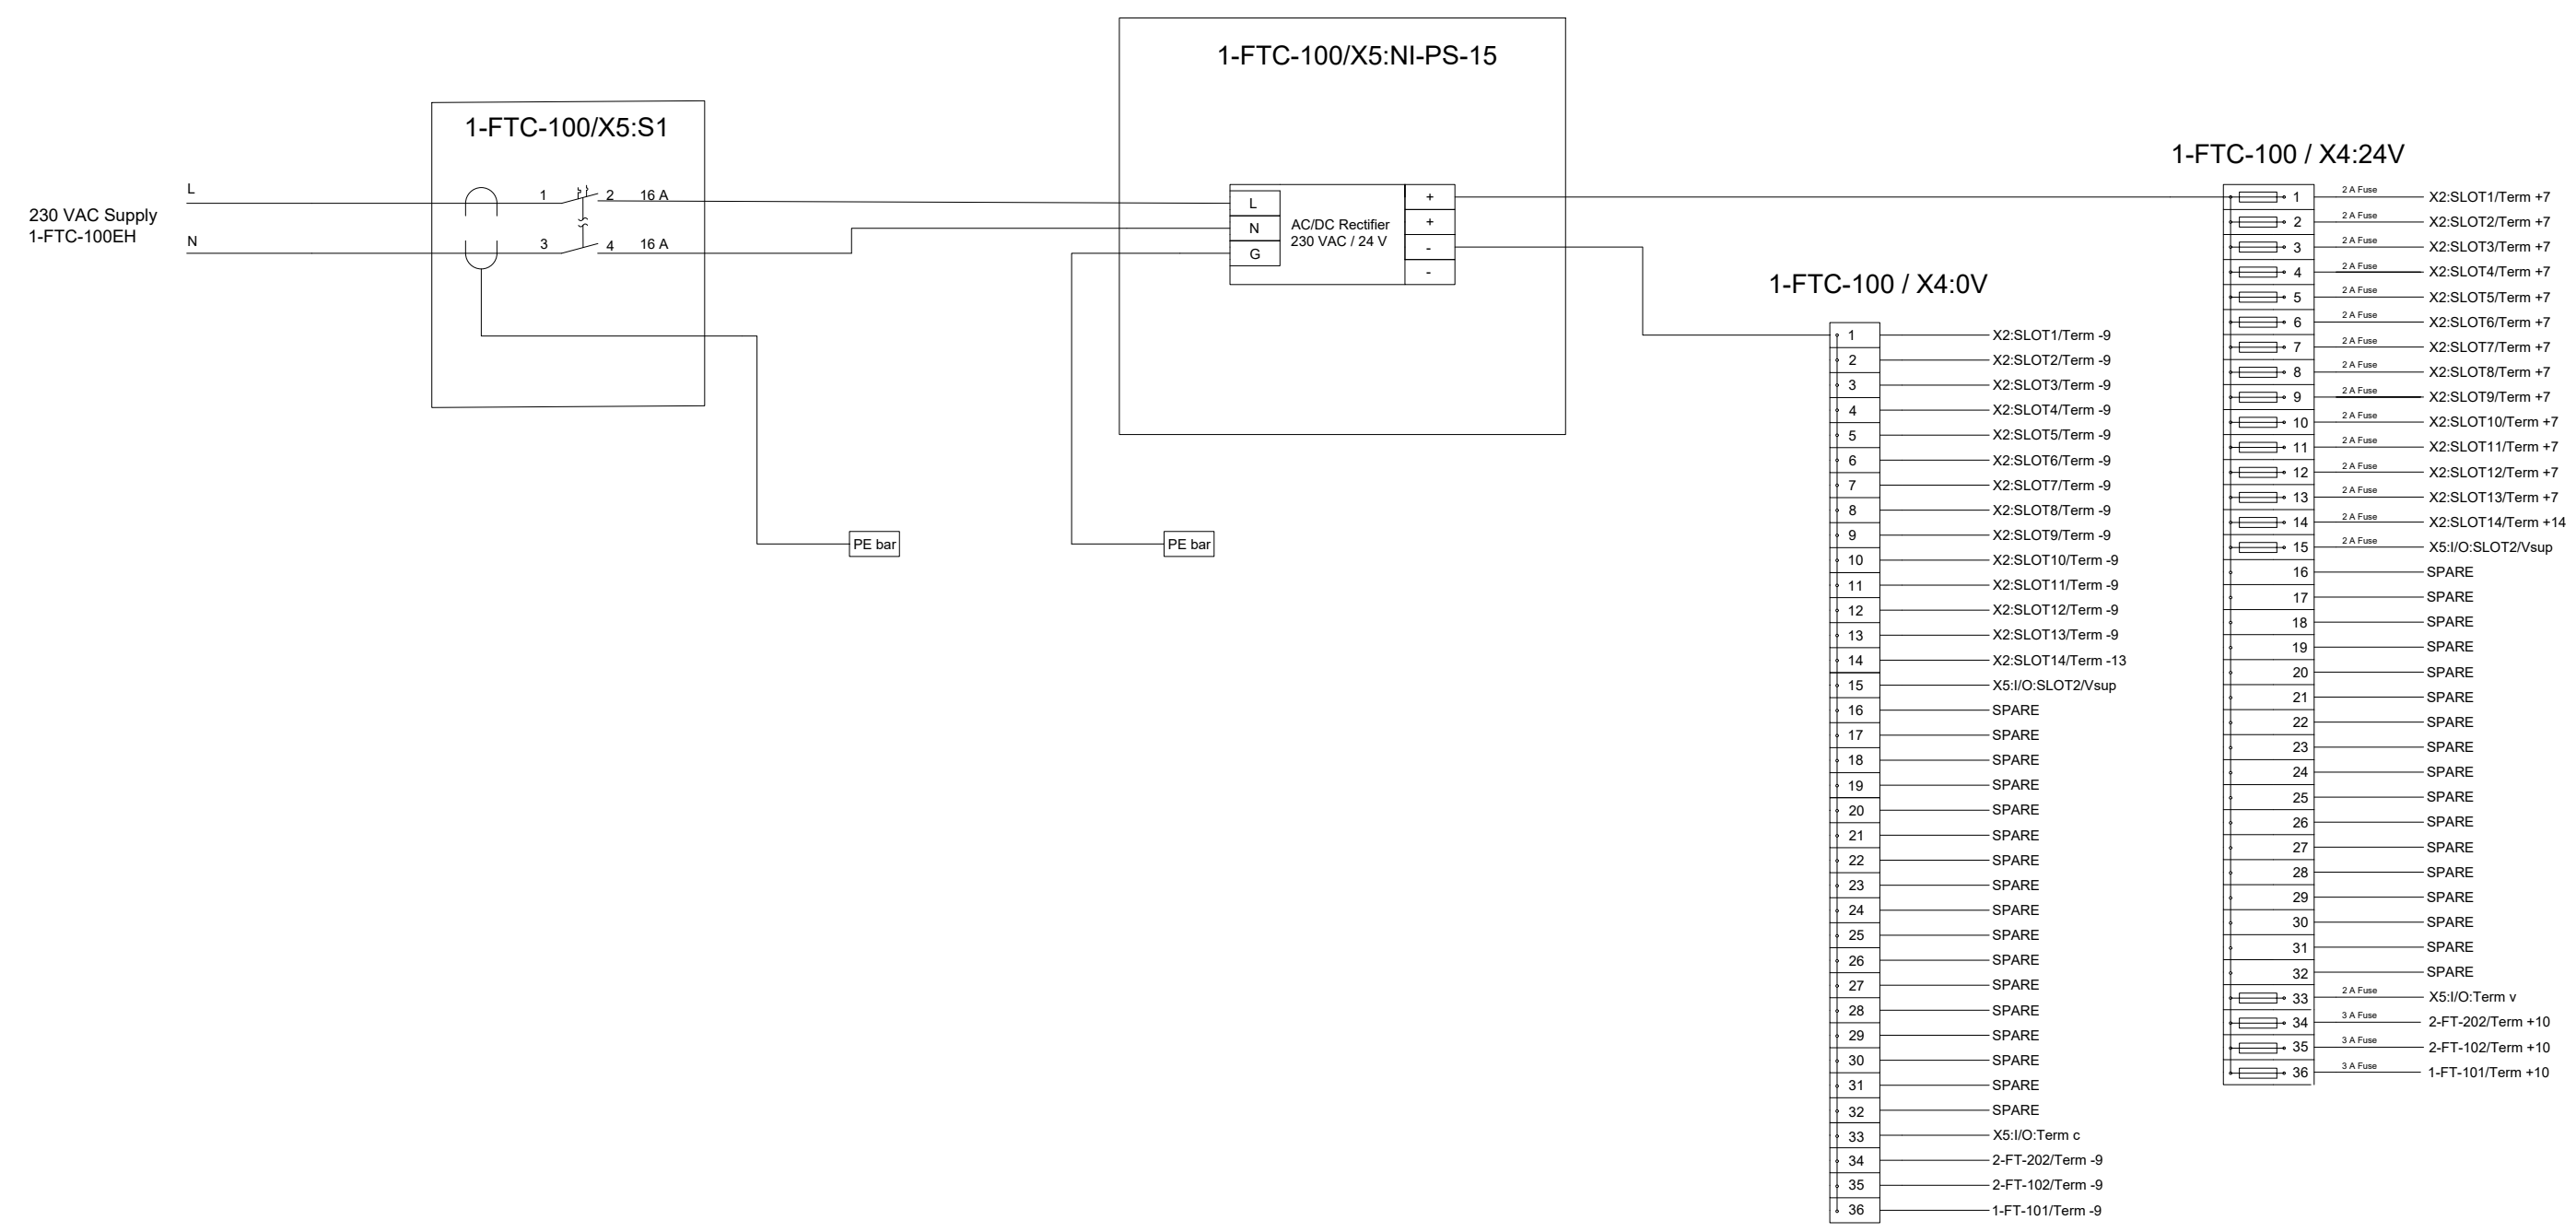 1-FTC-100/X5:NI-PS-15
1-FTC-100/X5:S1
1-FTC-100 / X4:24V
230 VAC Supply
1-FTC-100EH
L
N
1
2
16 A
3
4
16 A
L
N
G
AC/DC Rectifier
230 VAC / 24 V
+
+
-
-
PE bar
PE bar
1-FTC-100 / X4:0V
1 X2:SLOT1/Term -9
2 X2:SLOT2/Term -9
3 X2:SLOT3/Term -9
4 X2:SLOT4/Term -9
5 X2:SLOT5/Term -9
6 X2:SLOT6/Term -9
7 X2:SLOT7/Term -9
8 X2:SLOT8/Term -9
9 X2:SLOT9/Term -9
10 X2:SLOT10/Term -9
11 X2:SLOT11/Term -9
12 X2:SLOT12/Term -9
13 X2:SLOT13/Term -9
14 X2:SLOT14/Term -13
15 X5:I/O:SLOT2/Vsup
16 SPARE
17 SPARE
18 SPARE
19 SPARE
20 SPARE
21 SPARE
22 SPARE
23 SPARE
24 SPARE
25 SPARE
26 SPARE
27 SPARE
28 SPARE
29 SPARE
30 SPARE
31 SPARE
32 SPARE
33 X5:I/O:Term c
34 2-FT-202/Term -9
35 2-FT-102/Term -9
36 1-FT-101/Term -9
1 2 A Fuse X2:SLOT1/Term +7
2 2 A Fuse X2:SLOT2/Term +7
3 2 A Fuse X2:SLOT3/Term +7
4 2 A Fuse X2:SLOT4/Term +7
5 2 A Fuse X2:SLOT5/Term +7
6 2 A Fuse X2:SLOT6/Term +7
7 2 A Fuse X2:SLOT7/Term +7
8 2 A Fuse X2:SLOT8/Term +7
9 2 A Fuse X2:SLOT9/Term +7
10 2 A Fuse X2:SLOT10/Term +7
11 2 A Fuse X2:SLOT11/Term +7
12 2 A Fuse X2:SLOT12/Term +7
13 2 A Fuse X2:SLOT13/Term +7
14 2 A Fuse X2:SLOT14/Term +14
15 2 A Fuse X5:I/O:SLOT2/Vsup
16 SPARE
17 SPARE
18 SPARE
19 SPARE
20 SPARE
21 SPARE
22 SPARE
23 SPARE
24 SPARE
25 SPARE
26 SPARE
27 SPARE
28 SPARE
29 SPARE
30 SPARE
31 SPARE
32 SPARE
33 2 A Fuse X5:I/O:Term v
34 3 A Fuse 2-FT-202/Term +10
35 3 A Fuse 2-FT-102/Term +10
36 3 A Fuse 1-FT-101/Term +10